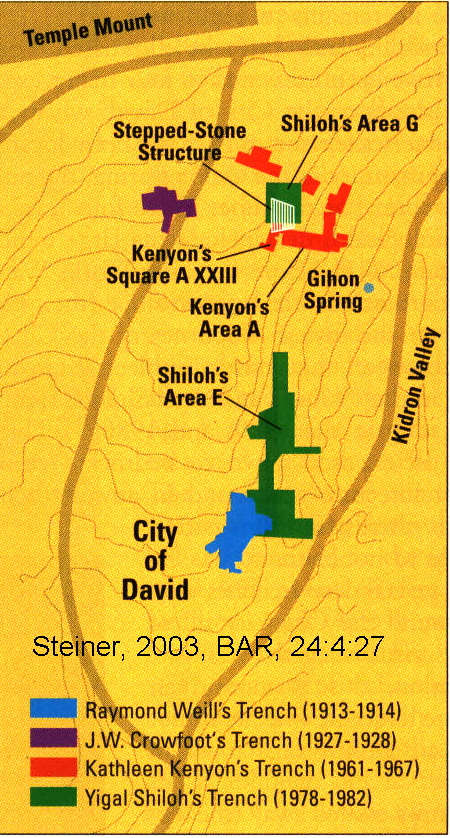 Temple Mount
Stepped-Stone
Structure
Shiloh's Area G
Kenyon's
Square A XXIII
Kenyon's
Area A
Gihon
Spring
Shiloh's
Area E
Kidron Valley
City
of
David
Steiner, 2003, BAR, 24:4:27
Raymond Weill's Trench (1913-1914)
J.W. Crowfoot's Trench (1927-1928)
Kathleen Kenyon's Trench (1961-1967)
Yigal Shiloh's Trench (1978-1982)